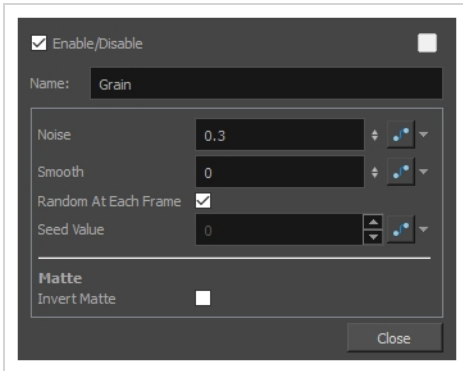 Enable/Disable
Name: Grain
Noise 0.3
Smooth 0
Random At Each Frame
Seed Value 0
Matte
Invert Matte
Close